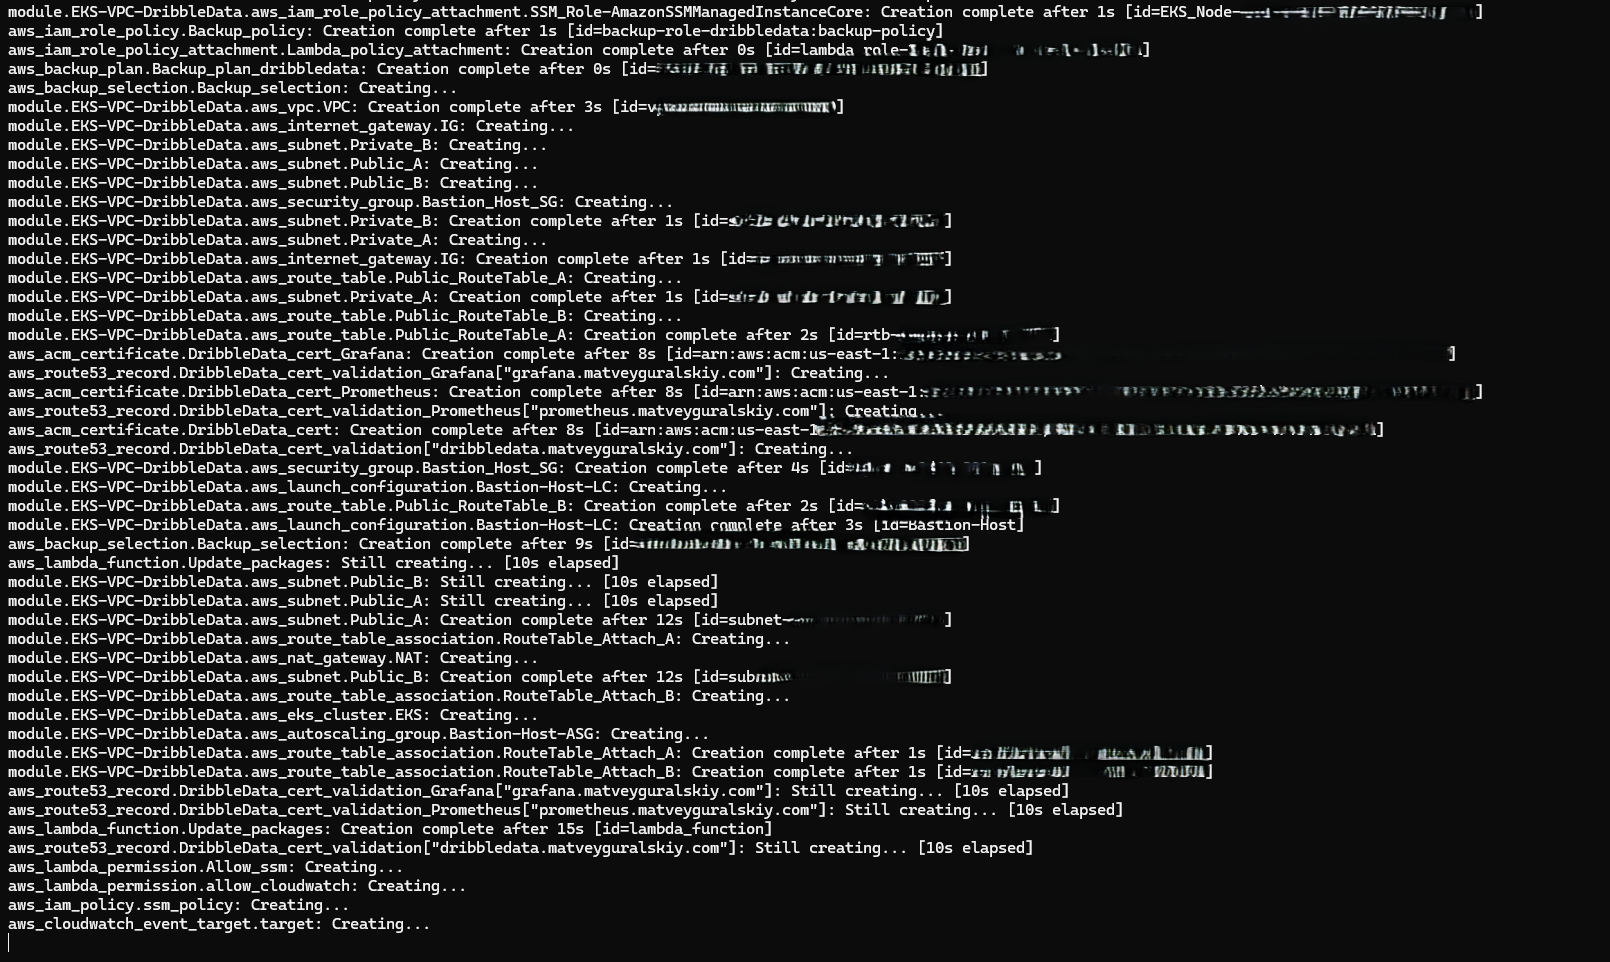 module.EKS-VPC-DribbleData.aws_iam_role_policy_attachment.SSM_Role-AmazonSSMManagedInstanceCore: Creation complete after 1s [id=EKS_Node-]
aws_iam_role_policy.Backup_policy: Creation complete after 1s [id=backup-role-dribbledata:backup-policy]
aws_iam_role_policy_attachment.Lambda_policy_attachment: Creation complete after 0s [id=lambda_role-]
aws_backup_plan.Backup_plan_dribbledata: Creation complete after 0s [id=]
aws_backup_selection.Backup_selection: Creating...
module.EKS-VPC-DribbleData.aws_vpc.VPC: Creation complete after 3s [id=v]
module.EKS-VPC-DribbleData.aws_internet_gateway.IG: Creating...
module.EKS-VPC-DribbleData.aws_subnet.Private_B: Creating...
module.EKS-VPC-DribbleData.aws_subnet.Public_A: Creating...
module.EKS-VPC-DribbleData.aws_subnet.Public_B: Creating...
module.EKS-VPC-DribbleData.aws_security_group.Bastion_Host_SG: Creating...
module.EKS-VPC-DribbleData.aws_subnet.Private_B: Creation complete after 1s [id=s]
module.EKS-VPC-DribbleData.aws_subnet.Private_A: Creating...
module.EKS-VPC-DribbleData.aws_internet_gateway.IG: Creation complete after 1s [id=]
module.EKS-VPC-DribbleData.aws_route_table.Public_RouteTable_A: Creating...
module.EKS-VPC-DribbleData.aws_subnet.Private_A: Creation complete after 1s [id=]
module.EKS-VPC-DribbleData.aws_route_table.Public_RouteTable_B: Creating...
module.EKS-VPC-DribbleData.aws_route_table.Public_RouteTable_A: Creation complete after 2s [id=rtb-]
aws_acm_certificate.DribbleData_cert_Grafana: Creation complete after 8s [id=arn:aws:acm:us-east-1:]
aws_route53_record.DribbleData_cert_validation_Grafana["grafana.matveyguralskiy.com"]: Creating...
aws_acm_certificate.DribbleData_cert_Prometheus: Creation complete after 8s [id=arn:aws:acm:us-east-1:]
aws_route53_record.DribbleData_cert_validation_Prometheus["prometheus.matveyguralskiy.com"]: Creating...
aws_acm_certificate.DribbleData_cert: Creation complete after 8s [id=arn:aws:acm:us-east-1]
aws_route53_record.DribbleData_cert_validation["dribbledata.matveyguralskiy.com"]: Creating...
module.EKS-VPC-DribbleData.aws_security_group.Bastion_Host_SG: Creation complete after 4s [id= ]
module.EKS-VPC-DribbleData.aws_launch_configuration.Bastion-Host-LC: Creating...
module.EKS-VPC-DribbleData.aws_route_table.Public_RouteTable_B: Creation complete after 2s [id=]
module.EKS-VPC-DribbleData.aws_launch_configuration.Bastion-Host-LC: Creation complete after 3s [id=Bastion-Host]
aws_backup_selection.Backup_selection: Creation complete after 9s [id=]
aws_lambda_function.Update_packages: Still creating... [10s elapsed]
module.EKS-VPC-DribbleData.aws_subnet.Public_B: Still creating... [10s elapsed]
module.EKS-VPC-DribbleData.aws_subnet.Public_A: Still creating... [10s elapsed]
module.EKS-VPC-DribbleData.aws_subnet.Public_A: Creation complete after 12s [id=subnet-]
module.EKS-VPC-DribbleData.aws_route_table_association.RouteTable_Attach_A: Creating...
module.EKS-VPC-DribbleData.aws_nat_gateway.NAT: Creating...
module.EKS-VPC-DribbleData.aws_subnet.Public_B: Creation complete after 12s [id=sub]
module.EKS-VPC-DribbleData.aws_route_table_association.RouteTable_Attach_B: Creating...
module.EKS-VPC-DribbleData.aws_eks_cluster.EKS: Creating...
module.EKS-VPC-DribbleData.aws_autoscaling_group.Bastion-Host-ASG: Creating...
module.EKS-VPC-DribbleData.aws_route_table_association.RouteTable_Attach_A: Creation complete after 1s [id=]
module.EKS-VPC-DribbleData.aws_route_table_association.RouteTable_Attach_B: Creation complete after 1s [id=]
aws_route53_record.DribbleData_cert_validation_Grafana["grafana.matveyguralskiy.com"]: Still creating... [10s elapsed]
aws_route53_record.DribbleData_cert_validation_Prometheus["prometheus.matveyguralskiy.com"]: Still creating... [10s elapsed]
aws_lambda_function.Update_packages: Creation complete after 15s [id=lambda_function]
aws_route53_record.DribbleData_cert_validation["dribbledata.matveyguralskiy.com"]: Still creating... [10s elapsed]
aws_lambda_permission.Allow_ssm: Creating...
aws_lambda_permission.allow_cloudwatch: Creating...
aws_iam_policy.ssm_policy: Creating...
aws_cloudwatch_event_target.target: Creating...